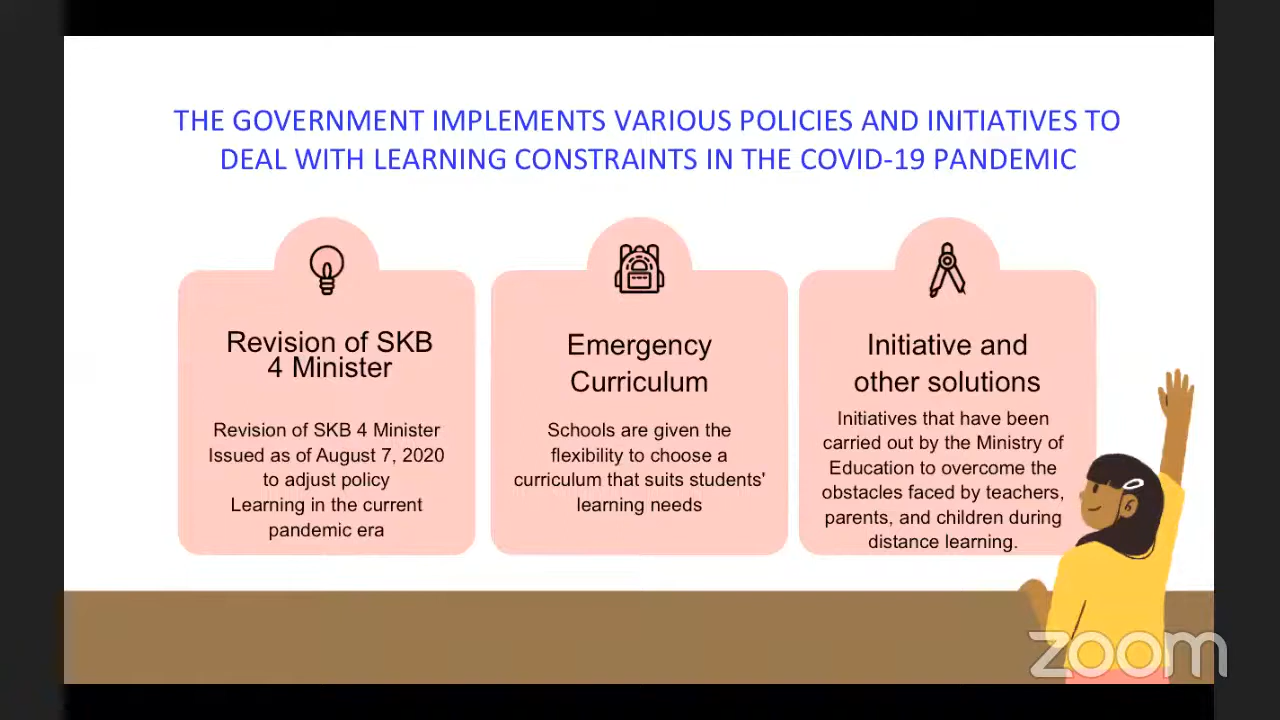 THE GOVERNMENT IMPLEMENTS VARIOUS POLICIES AND INITIATIVES TO
DEAL WITH LEARNING CONSTRAINTS IN THE COVID-19 PANDEMIC
Revision of SKB
4 Minister
Revision of SKB 4 Minister
Issued as of August 7, 2020
to adjust policy
Learning in the current
pandemic era
Emergency
Curriculum
Schools are given the
flexibility to choose a
curriculum that suits students'
learning needs
Initiative and
other solutions
Initiatives that have been
carried out by the Ministry of
Education to overcome the
obstacles faced by teachers,
parents, and children during
distance learning.
zoom